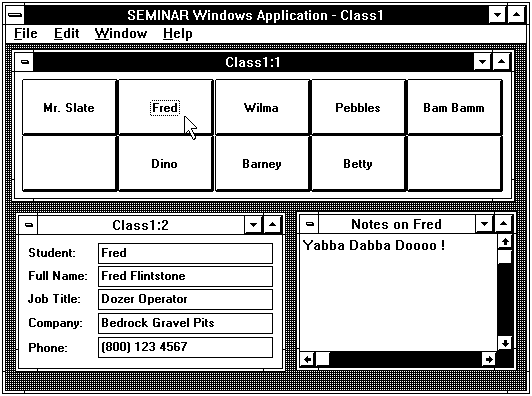 SEMINAR Windows Application - Class1
File Edit Window Help
Class1:1
Mr. Slate Fred Wilma Pebbles Bam Bamm
Dino Barney Betty
Class1:2
Student: Fred
Full Name: Fred Flintstone
Job Title: Dozer Operator
Company: Bedrock Gravel Pits
Phone: (800) 123 4567
Notes on Fred
Yabba Dabba Doooo !